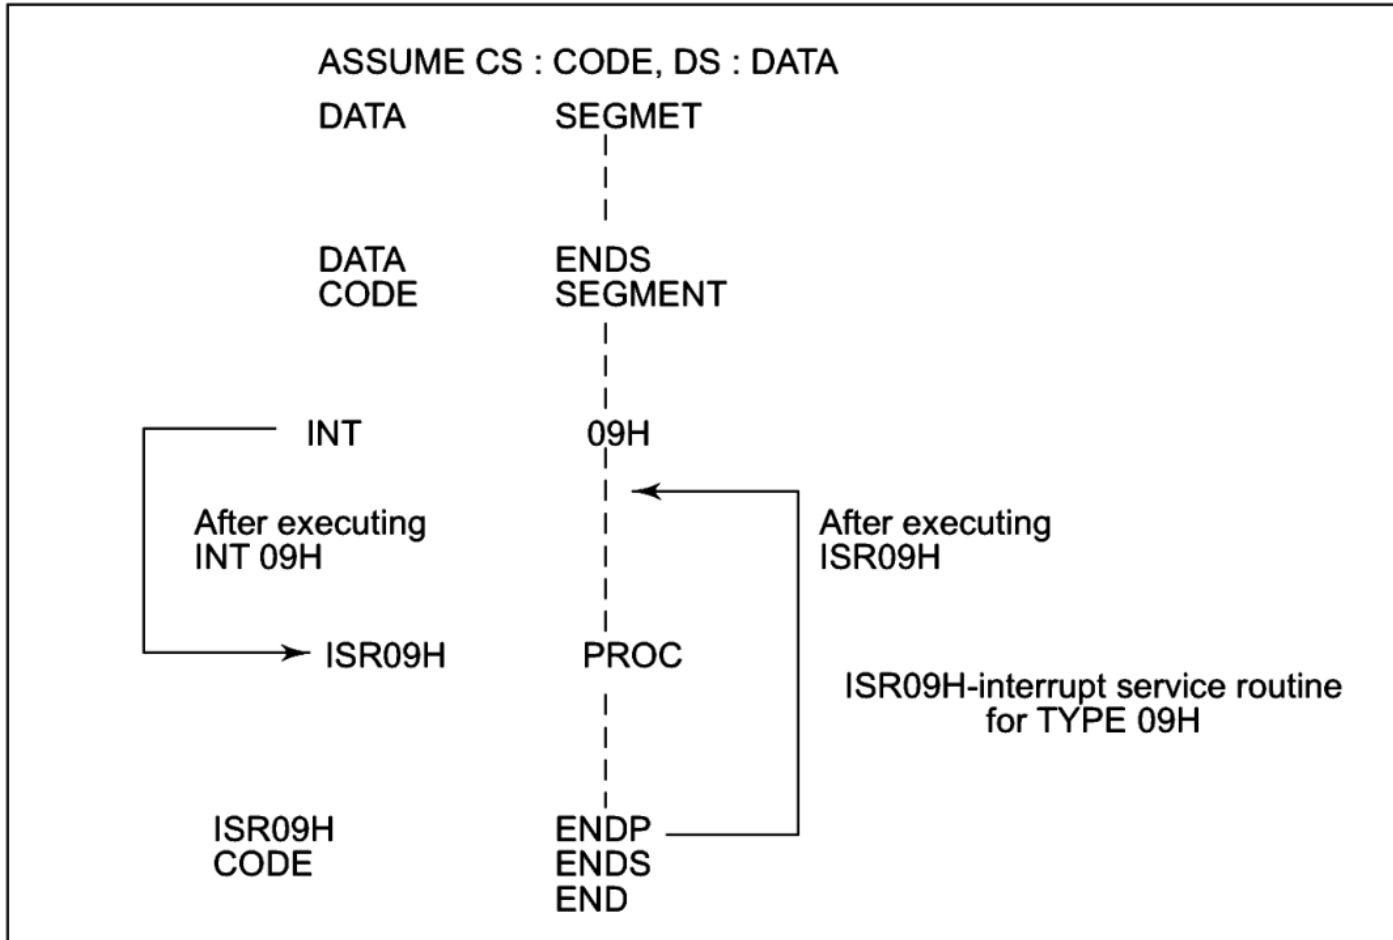 ASSUME CS : CODE, DS : DATA
DATA SEGMET
DATA ENDS
CODE SEGMENT
INT 09H
After executing
INT 09H
After executing
ISR09H
ISR09H PROC
ISR09H-interrupt service routine
for TYPE 09H
ISR09H ENDP
CODE ENDS
END